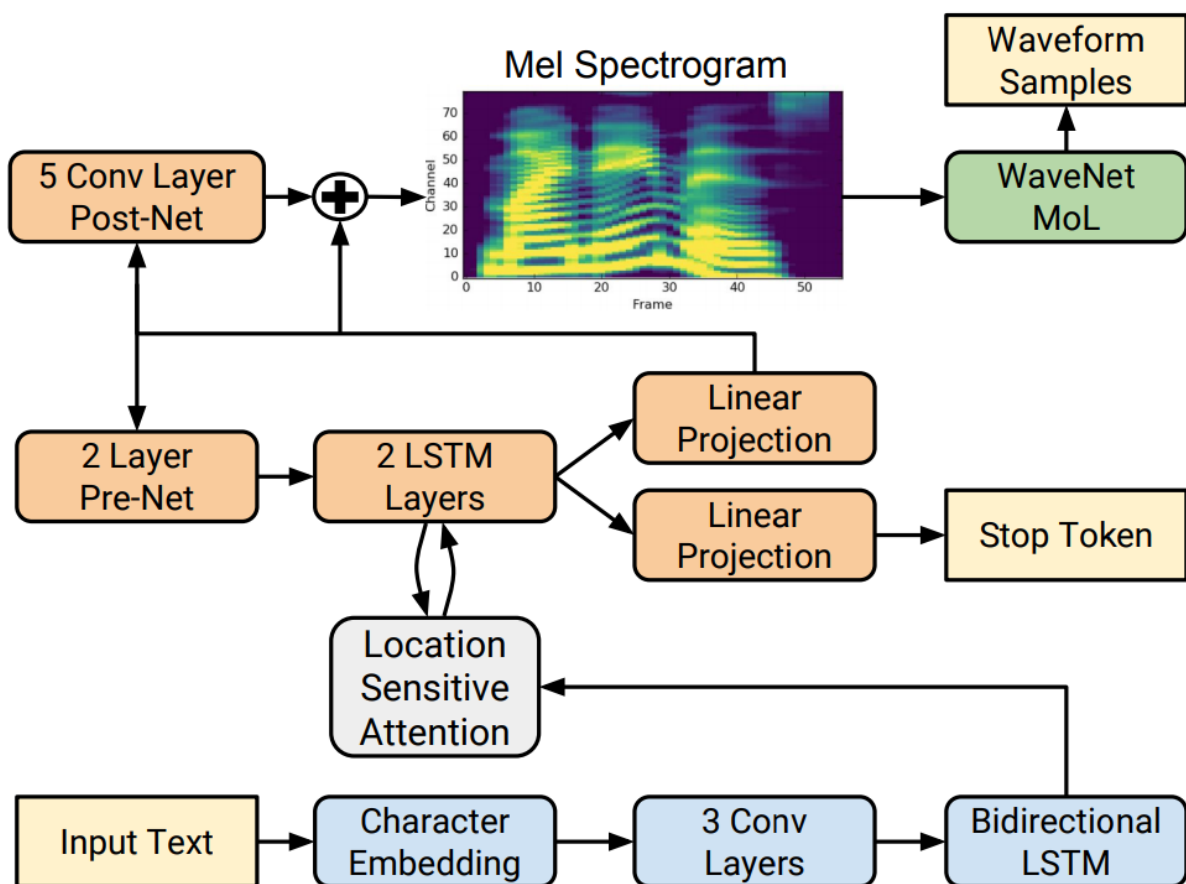 Waveform
Samples
Mel Spectrogram
70
60
50
40
30
20
10
0
Channel
0 10 20 30 40 50
Frame
5 Conv Layer
Post-Net
WaveNet
MoL
Linear
Projection
2 Layer
Pre-Net
2 LSTM
Layers
Linear
Projection
Stop Token
Location
Sensitive
Attention
Input Text
Character
Embedding
3 Conv
Layers
Bidirectional
LSTM